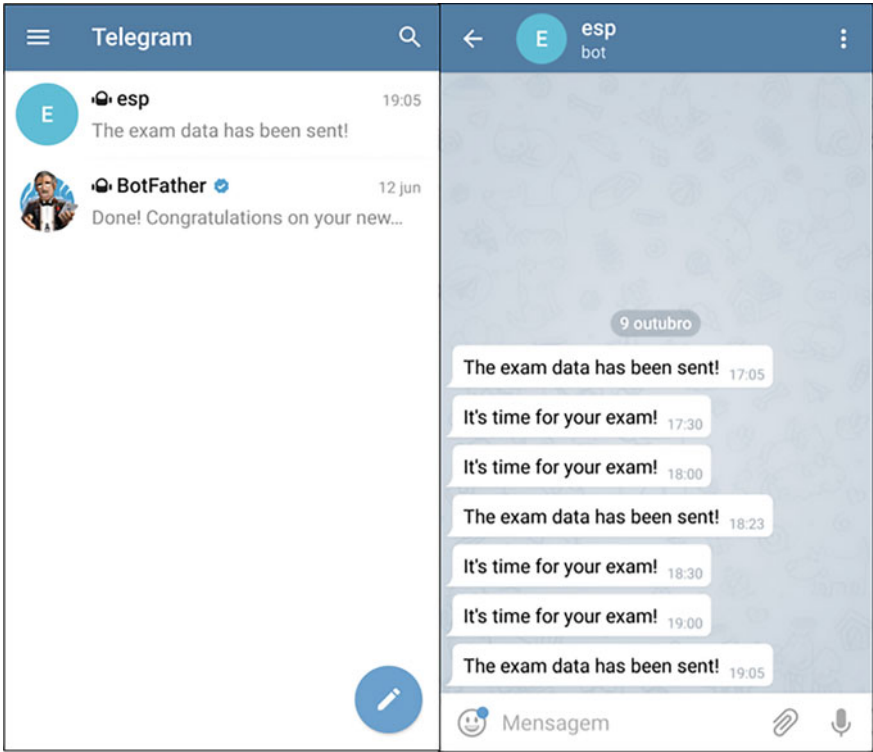 Telegram
E
esp
19:05
The exam data has been sent!
BotFather
12 jun
Done! Congratulations on your new...
E
esp
bot
9 outubro
The exam data has been sent! 17:05
It's time for your exam! 17:30
It's time for your exam! 18:00
The exam data has been sent! 18:23
It's time for your exam! 18:30
It's time for your exam! 19:00
The exam data has been sent! 19:05
Mensagem